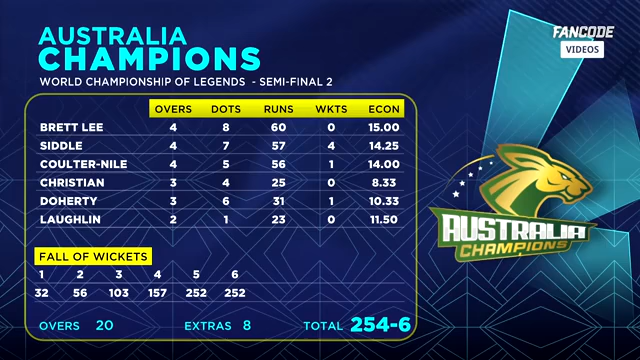 AUSTRALIA
CHAMPIONS
WORLD CHAMPIONSHIP OF LEGENDS - SEMI-FINAL 2
FANCODE
VIDEOS
OVERS DOTS RUNS WKTS ECON
BRETT LEE 4 8 60 0 15.00
SIDDLE 4 7 57 4 14.25
COULTER-NILE 4 5 56 1 14.00
CHRISTIAN 3 4 25 0 8.33
DOHERTY 3 6 31 1 10.33
LAUGHLIN 2 1 23 0 11.50
AUSTRALIA
CHAMPIONS
FALL OF WICKETS
1 2 3 4 5 6
32 56 103 157 252 252
OVERS 20 EXTRAS 8 TOTAL 254-6